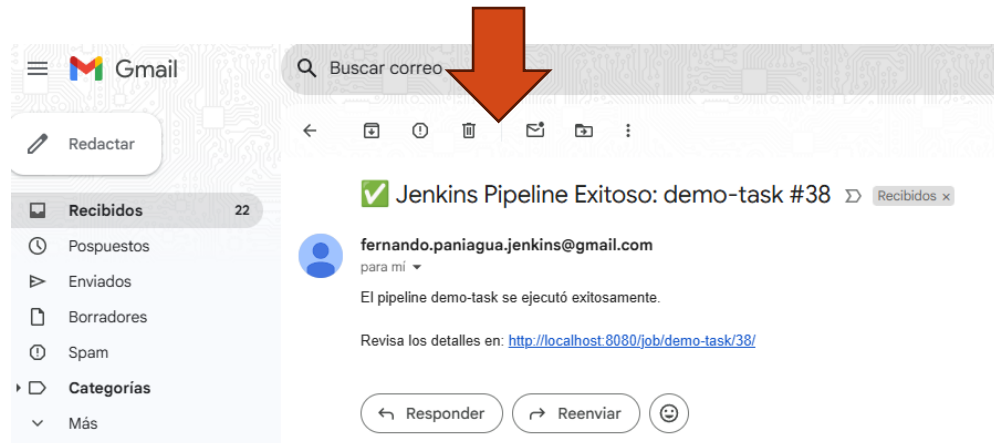 Gmail
Buscar correo
Redactar
Recibidos 22
Pospuestos
Enviados
Borradores
Spam
Categorías
Más
✅ Jenkins Pipeline Exitoso: demo-task #38 Recibidos ×
fernando.paniagua.jenkins@gmail.com
para mí
El pipeline demo-task se ejecutó exitosamente.
Revisa los detalles en: http://localhost:8080/job/demo-task/38/
Responder
Reenviar